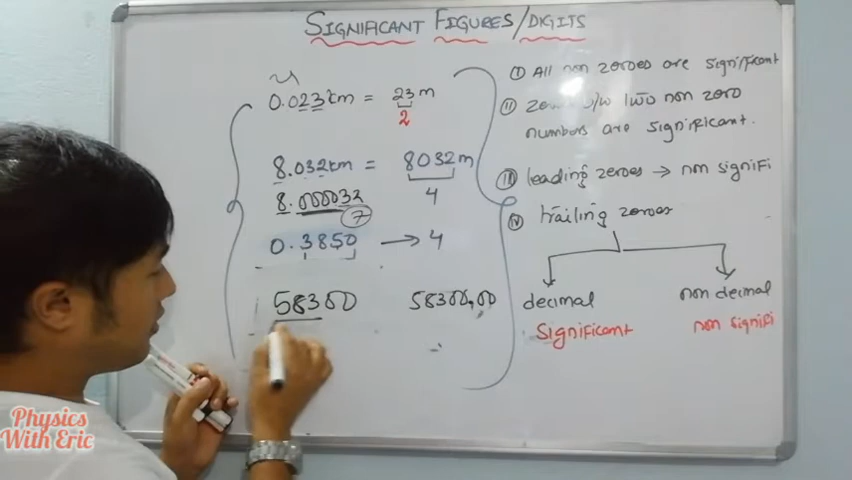 SIGNIFICANT FIGURES/DIGITS
0.023km = 23m
2
8.032km = 8032m
4
8.000032
7
0.3850 → 4
58300 58300.00
(I) All non zeroes are significant
(II) b/w two non zero
numbers are significant.
(III) leading zeroes → non signifi
(IV) trailing zeroes
decimal non decimal
Significant non signifi
Physics
With Eric